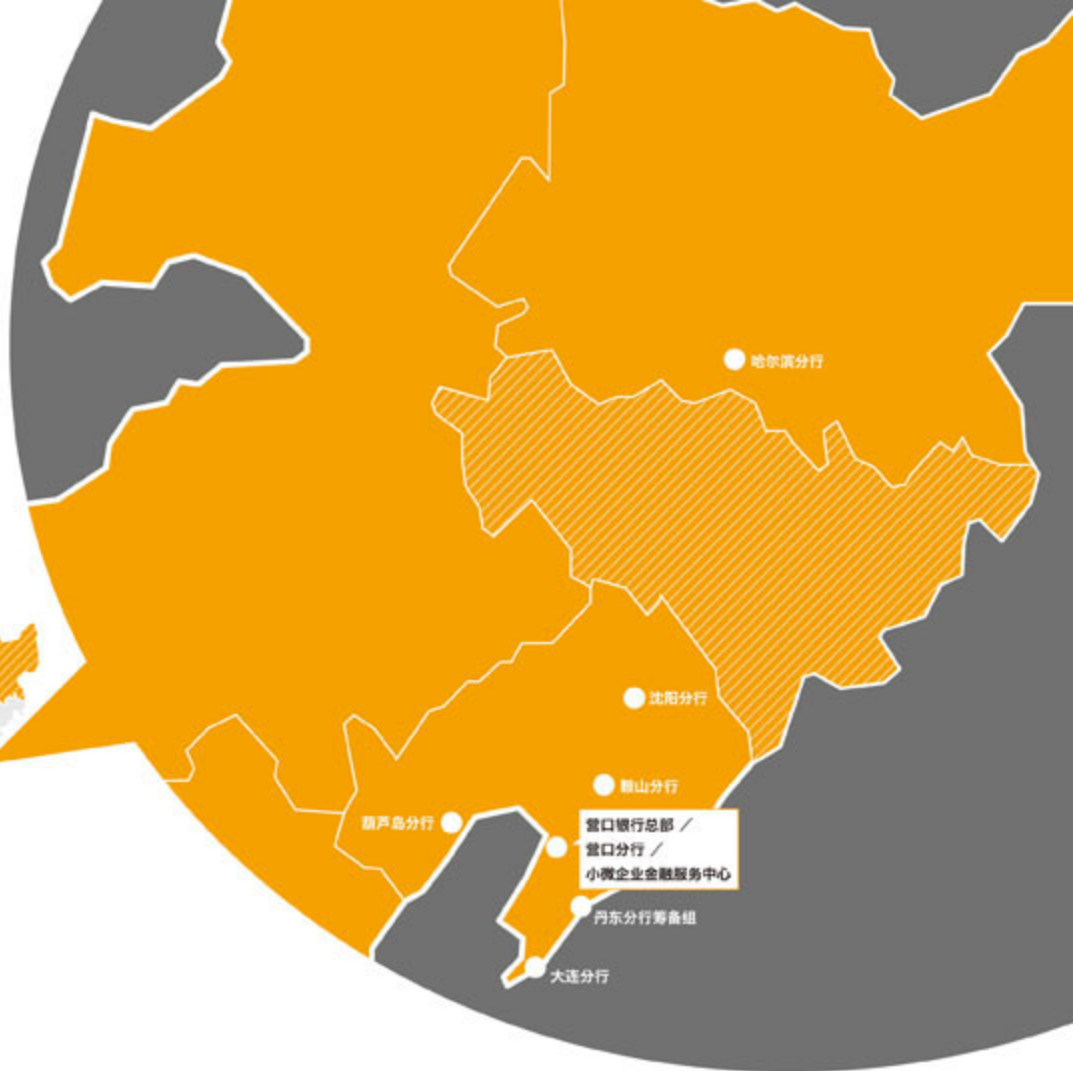 哈尔滨分行
沈阳分行
鞍山分行
葫芦岛分行
营口银行总部 /
营口分行 /
小微企业金融服务中心
丹东分行筹备组
大连分行